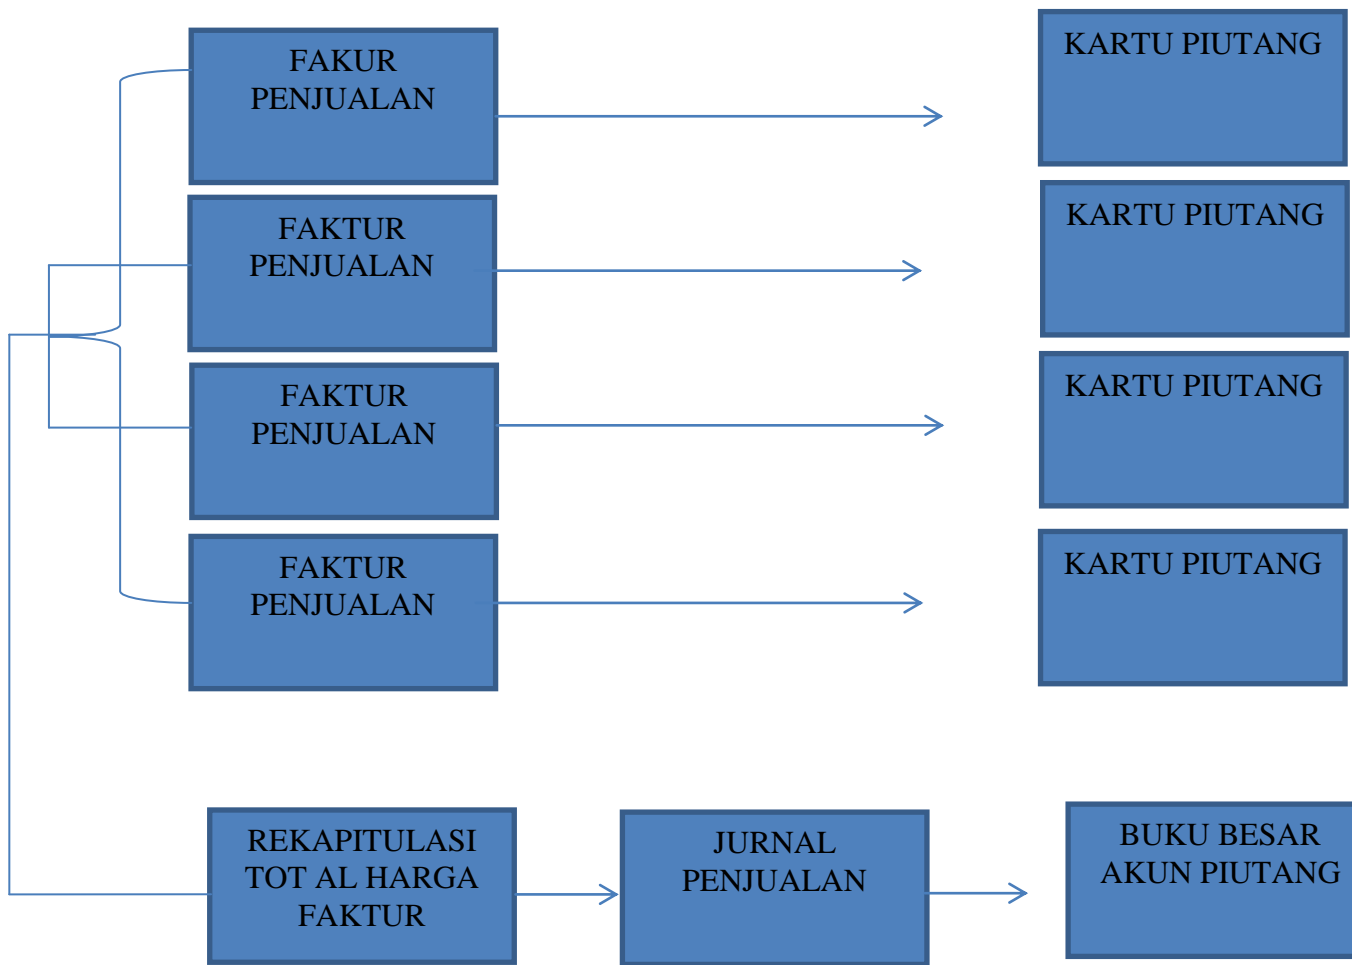 FAKUR
PENJUALAN
KARTU PIUTANG
FAKTUR
PENJUALAN
KARTU PIUTANG
FAKTUR
PENJUALAN
KARTU PIUTANG
FAKTUR
PENJUALAN
KARTU PIUTANG
REKAPITULASI
TOT AL HARGA
FAKTUR
JURNAL
PENJUALAN
BUKU BESAR
AKUN PIUTANG